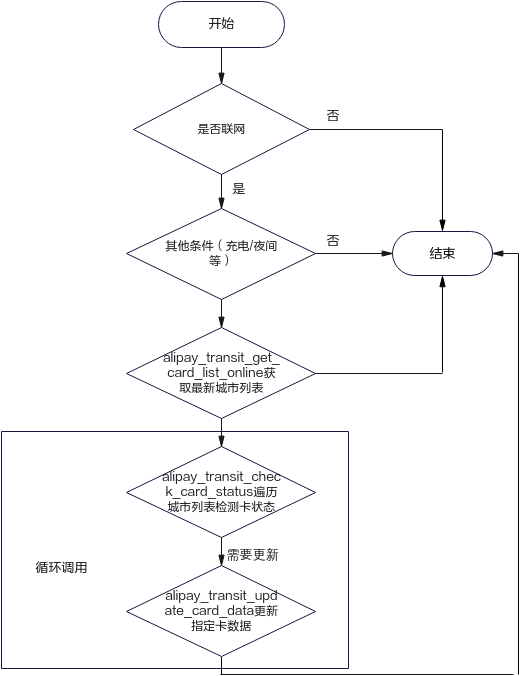 开始
是否联网
否
是
其他条件（充电/夜间
等）
否
结束
alipay_transit_get_
card_list_online获
取最新城市列表
alipay_transit_chec
k_card_status遍历
城市列表检测卡状态
需要更新
循环调用
alipay_transit_upd
ate_card_data更新
指定卡数据